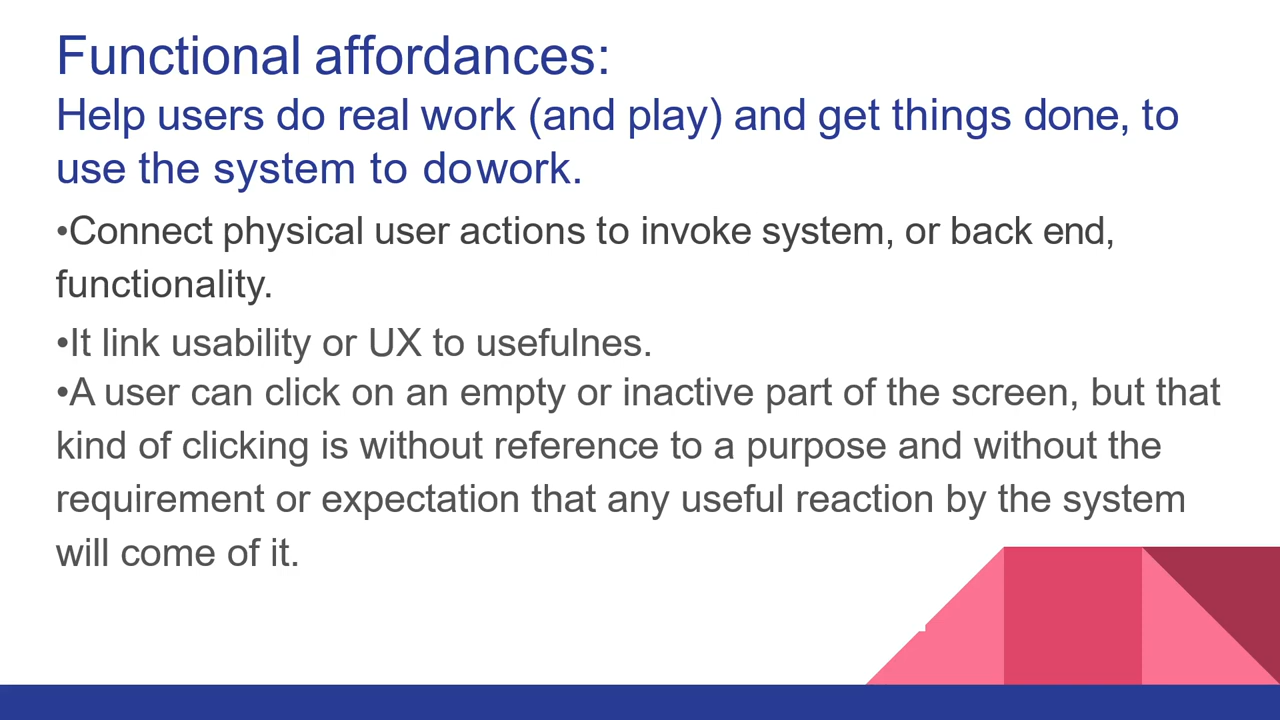 Functional affordances:
Help users do real work (and play) and get things done, to
use the system to dowork.
•Connect physical user actions to invoke system, or back end,
functionality.
•It link usability or UX to usefulnes.
•A user can click on an empty or inactive part of the screen, but that
kind of clicking is without reference to a purpose and without the
requirement or expectation that any useful reaction by the system
will come of it.